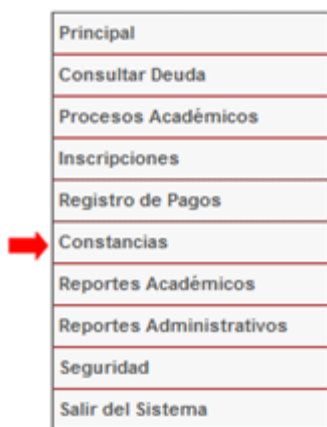 Principal
Consultar Deuda
Procesos Académicos
Inscripciones
Registro de Pagos
Constancias
Reportes Académicos
Reportes Administrativos
Seguridad
Salir del Sistema